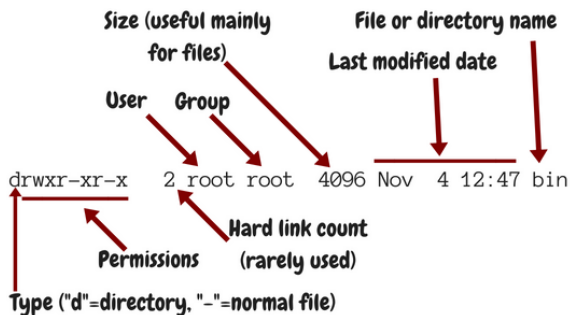 Size (useful mainly
for files)
File or directory name
Last modified date
User
Group
drwxr-xr-x 2 root root 4096 Nov 4 12:47 bin
Hard link count
(rarely used)
Permissions
Type ("d"=directory, "-"=normal file)